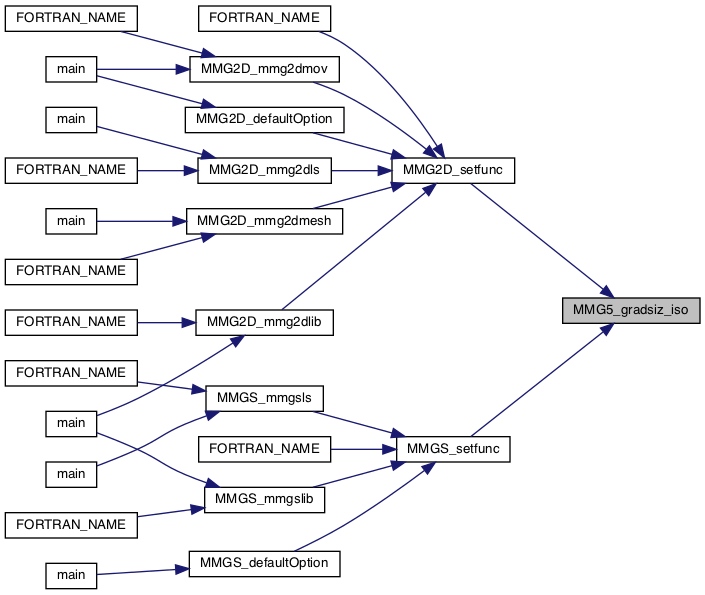 FORTRAN_NAME
FORTRAN_NAME
main
MMG2D_mmg2dmov
main
MMG2D_defaultOption
FORTRAN_NAME
MMG2D_mmg2dls
MMG2D_setfunc
main
MMG2D_mmg2dmesh
FORTRAN_NAME
MMG5_gradsiz_iso
FORTRAN_NAME
MMG2D_mmg2dlib
FORTRAN_NAME
MMGS_mmgsls
main
FORTRAN_NAME
MMGS_setfunc
main
MMGS_mmgslib
FORTRAN_NAME
MMGS_defaultOption
main